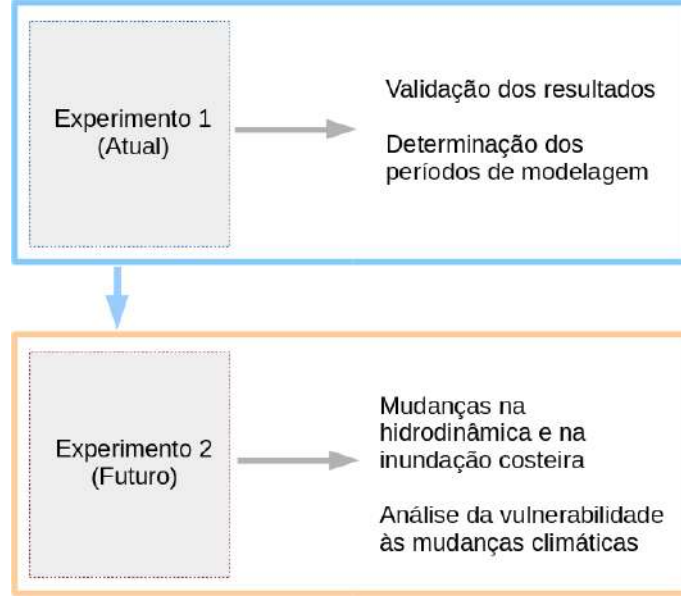 Experimento 1
(Atual)
Validação dos resultados
Determinação dos
períodos de modelagem
Experimento 2
(Futuro)
Mudanças na
hidrodinâmica e na
inundação costeira
Análise da vulnerabilidade
às mudanças climáticas